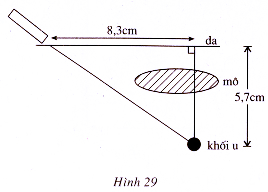 8,3cm
da
mô
5,7cm
khối u
Hình 29